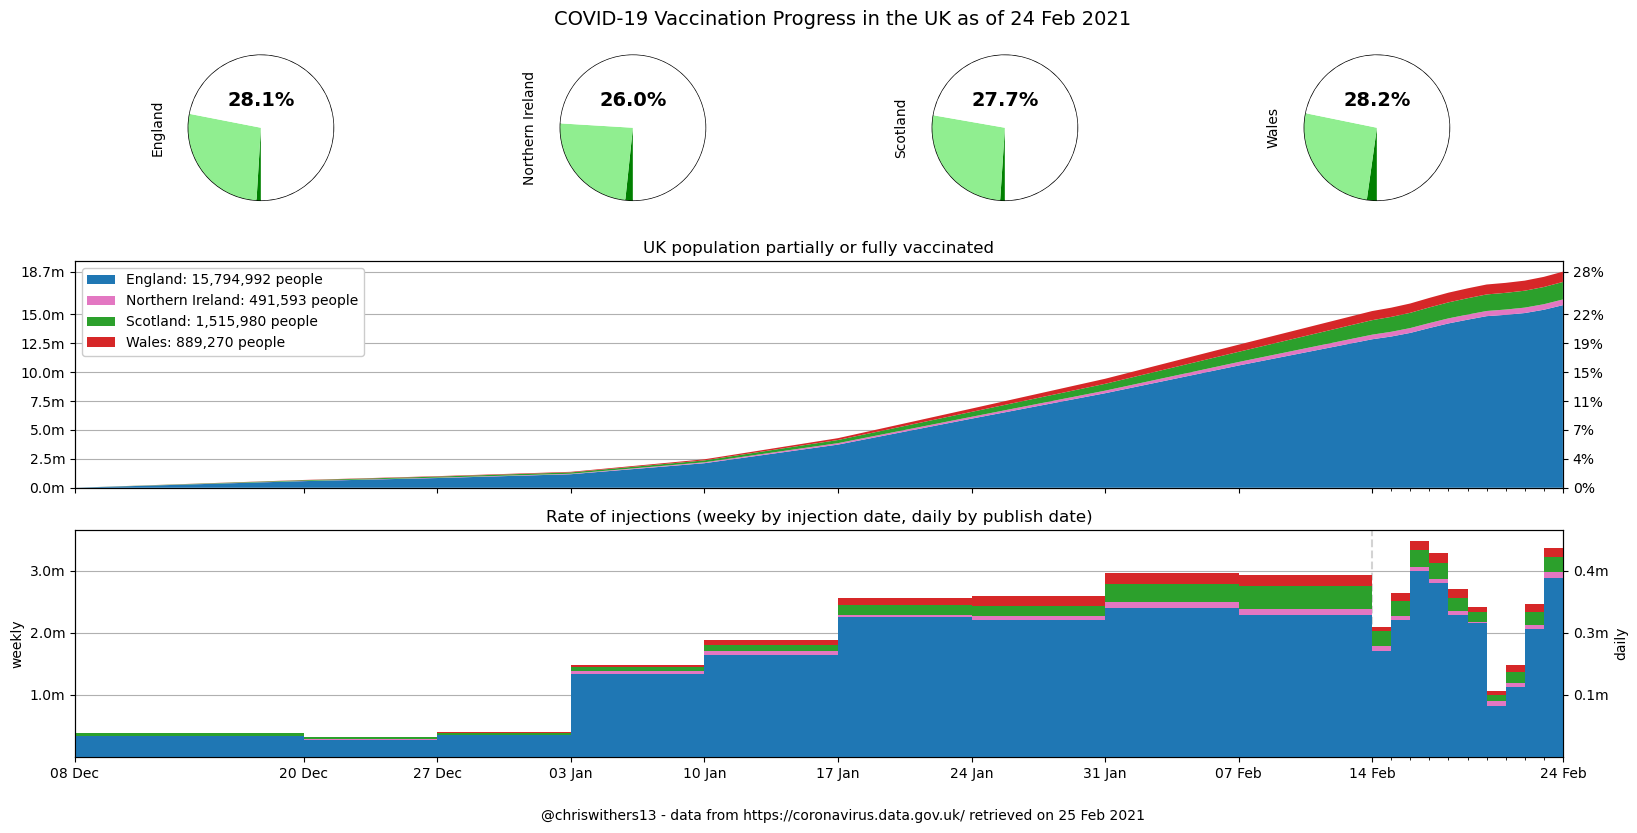 COVID-19 Vaccination Progress in the UK as of 24 Feb 2021
England
28.1%
Northern Ireland
26.0%
Scotland
27.7%
Wales
28.2%
UK population partially or fully vaccinated
England: 15,794,992 people
Northern Ireland: 491,593 people
Scotland: 1,515,980 people
Wales: 889,270 people
18.7m
15.0m
12.5m
10.0m
7.5m
5.0m
2.5m
0.0m
28%
22%
19%
15%
11%
7%
4%
0%
Rate of injections (weeky by injection date, daily by publish date)
weekly
3.0m
2.0m
1.0m
0.4m
0.3m
0.1m
daily
08 Dec
20 Dec
27 Dec
03 Jan
10 Jan
17 Jan
24 Jan
31 Jan
07 Feb
14 Feb
24 Feb
@chriswithers13 - data from https://coronavirus.data.gov.uk/ retrieved on 25 Feb 2021